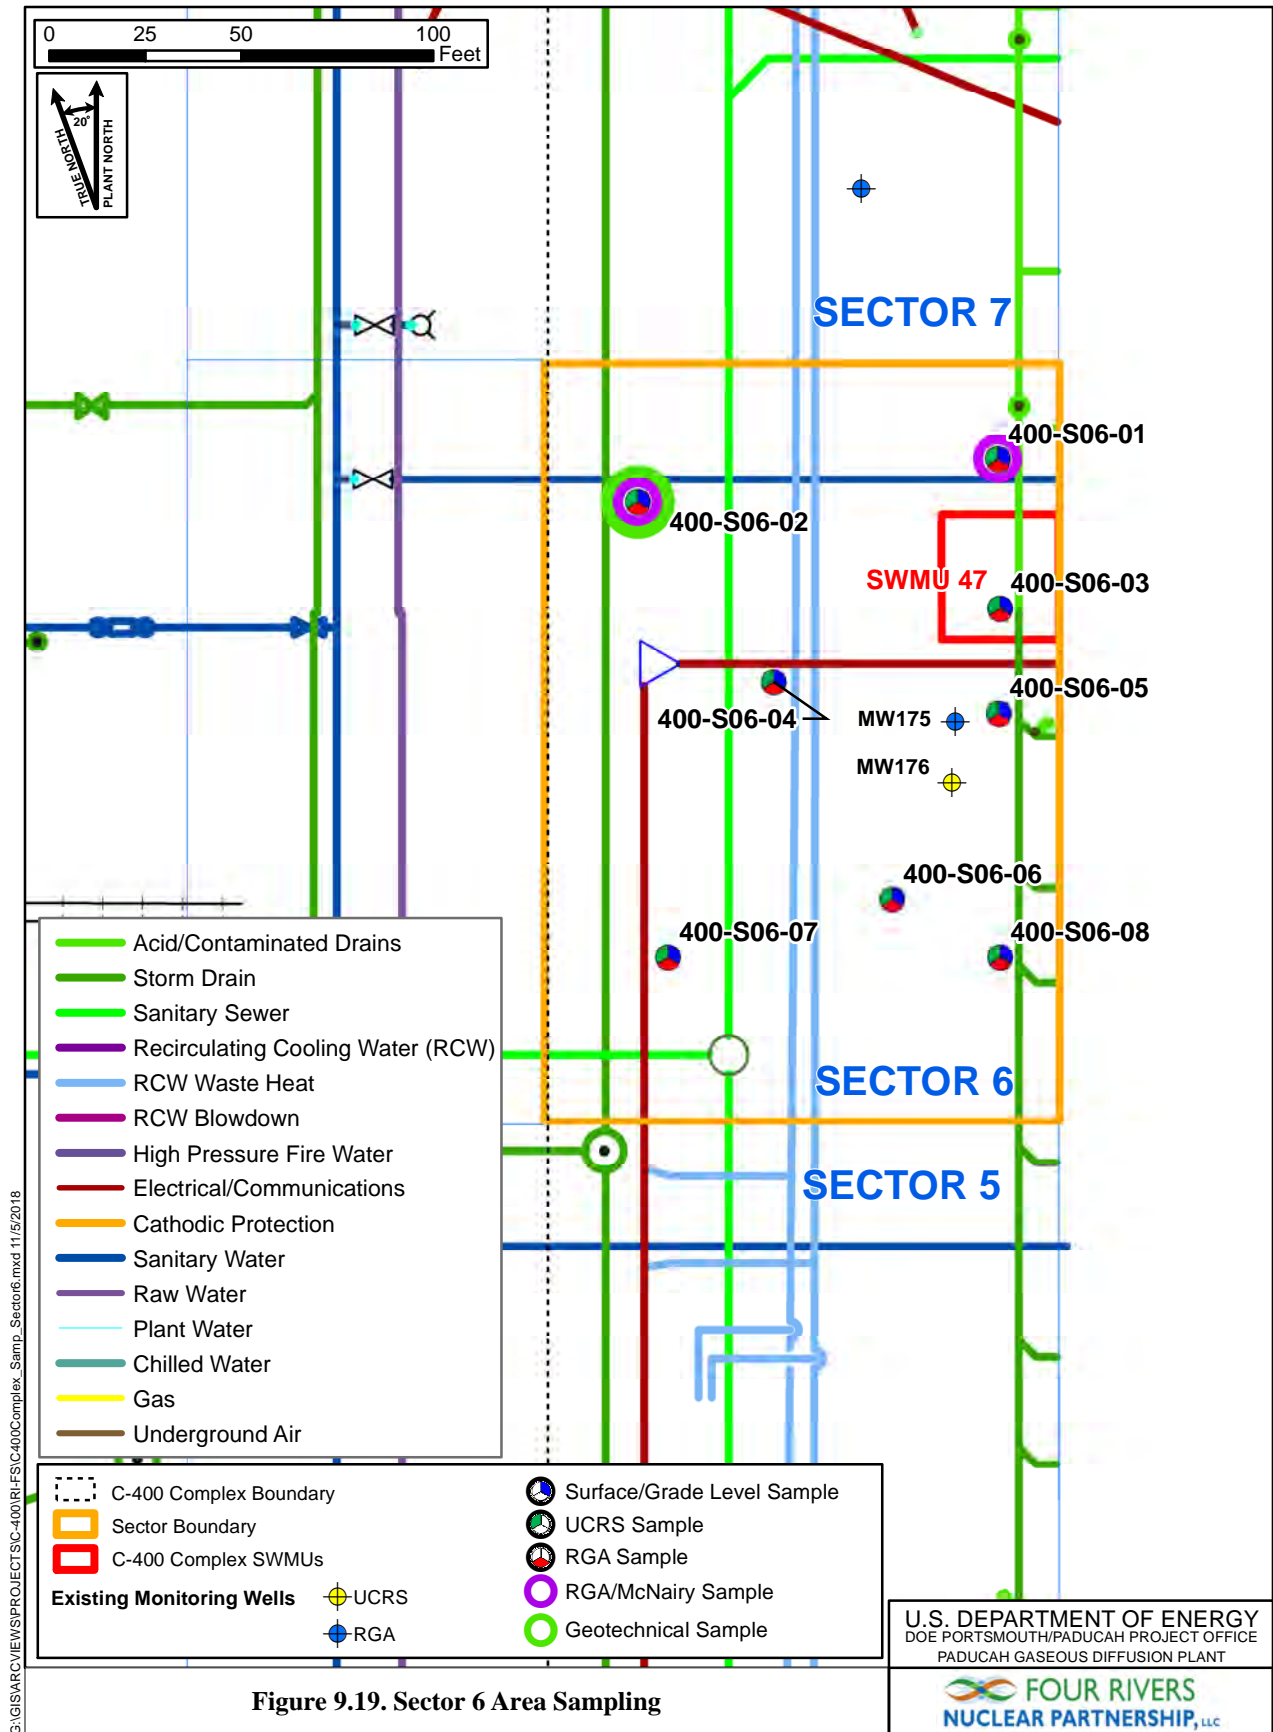 0 25 50 100
Feet
20°
TRUE NORTH
PLANT NORTH
SECTOR 7
400-S06-01
400-S06-02
SWMU 47
400-S06-03
400-S06-05
400-S06-04
MW175
MW176
400-S06-06
400-S06-07
400-S06-08
SECTOR 6
SECTOR 5
Acid/Contaminated Drains
Storm Drain
Sanitary Sewer
Recirculating Cooling Water (RCW)
RCW Waste Heat
RCW Blowdown
High Pressure Fire Water
Electrical/Communications
Cathodic Protection
Sanitary Water
Raw Water
Plant Water
Chilled Water
Gas
Underground Air
C-400 Complex Boundary
Sector Boundary
C-400 Complex SWMUs
Existing Monitoring Wells
UCRS
RGA
Surface/Grade Level Sample
UCRS Sample
RGA Sample
RGA/McNairy Sample
Geotechnical Sample
G:\GIS\ARCVIEWS\PROJECTS\C-400\RI-FS\C400Complex_Samp_Sector6.mxd 11/5/2018
U.S. DEPARTMENT OF ENERGY
DOE PORTSMOUTH/PADUCAH PROJECT OFFICE
PADUCAH GASEOUS DIFFUSION PLANT
FOUR RIVERS
NUCLEAR PARTNERSHIP, LLC
Figure 9.19. Sector 6 Area Sampling